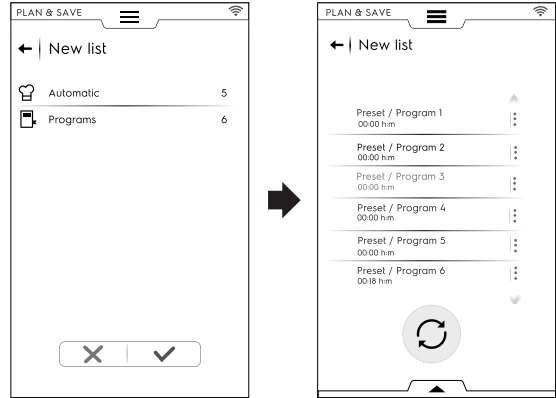 PLAN & SAVE
New list
Automatic 5
Programs 6
PLAN & SAVE
New list
Preset / Program 1
00:00 h:m
Preset / Program 2
00:00 h:m
Preset / Program 3
00:00 h:m
Preset / Program 4
00:00 h:m
Preset / Program 5
00:00 h:m
Preset / Program 6
00:18 h:m